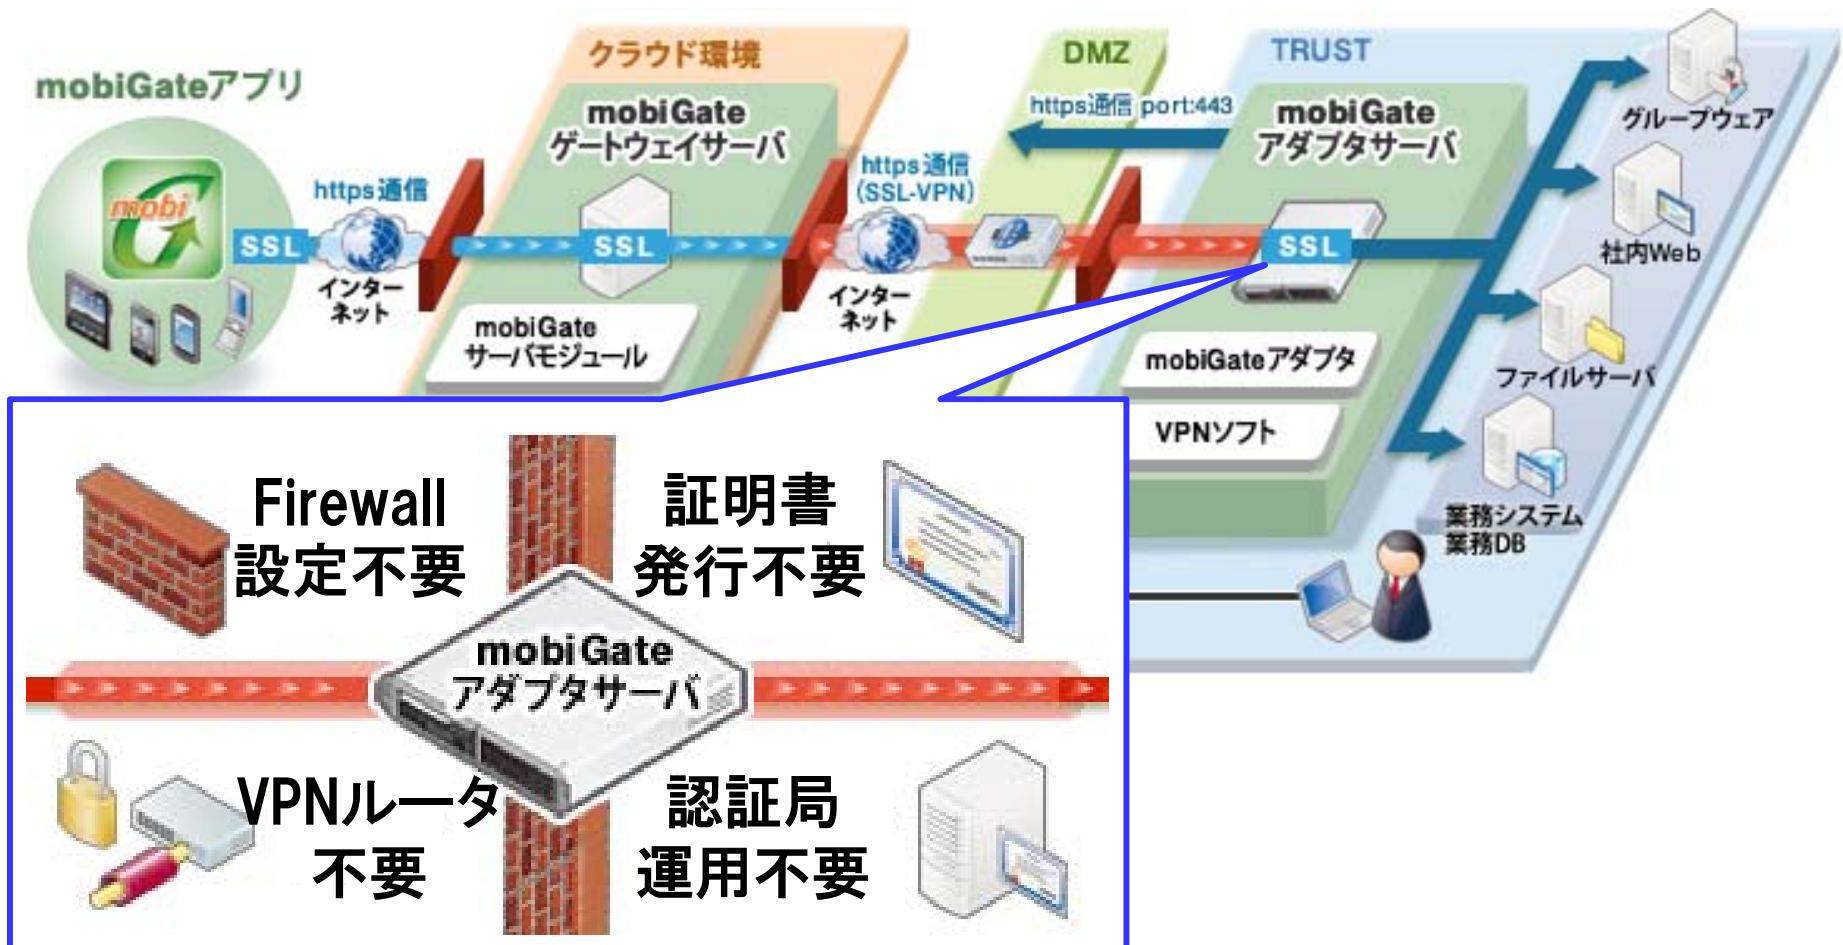 mobiGateアプリ
mobi
SSL
https通信
インター
ネット
クラウド環境
mobiGate
ゲートウェイサーバ
SSL
mobiGate
サーバモジュール
https通信
(SSL-VPN)
インター
ネット
DMZ
https通信 port:443
TRUST
mobiGate
アダプタサーバ
SSL
mobiGateアダプタ
VPNソフト
グループウェア
社内Web
ファイルサーバ
業務システム
業務DB
Firewall
設定不要
証明書
発行不要
mobiGate
アダプタサーバ
VPNルータ
不要
認証局
運用不要